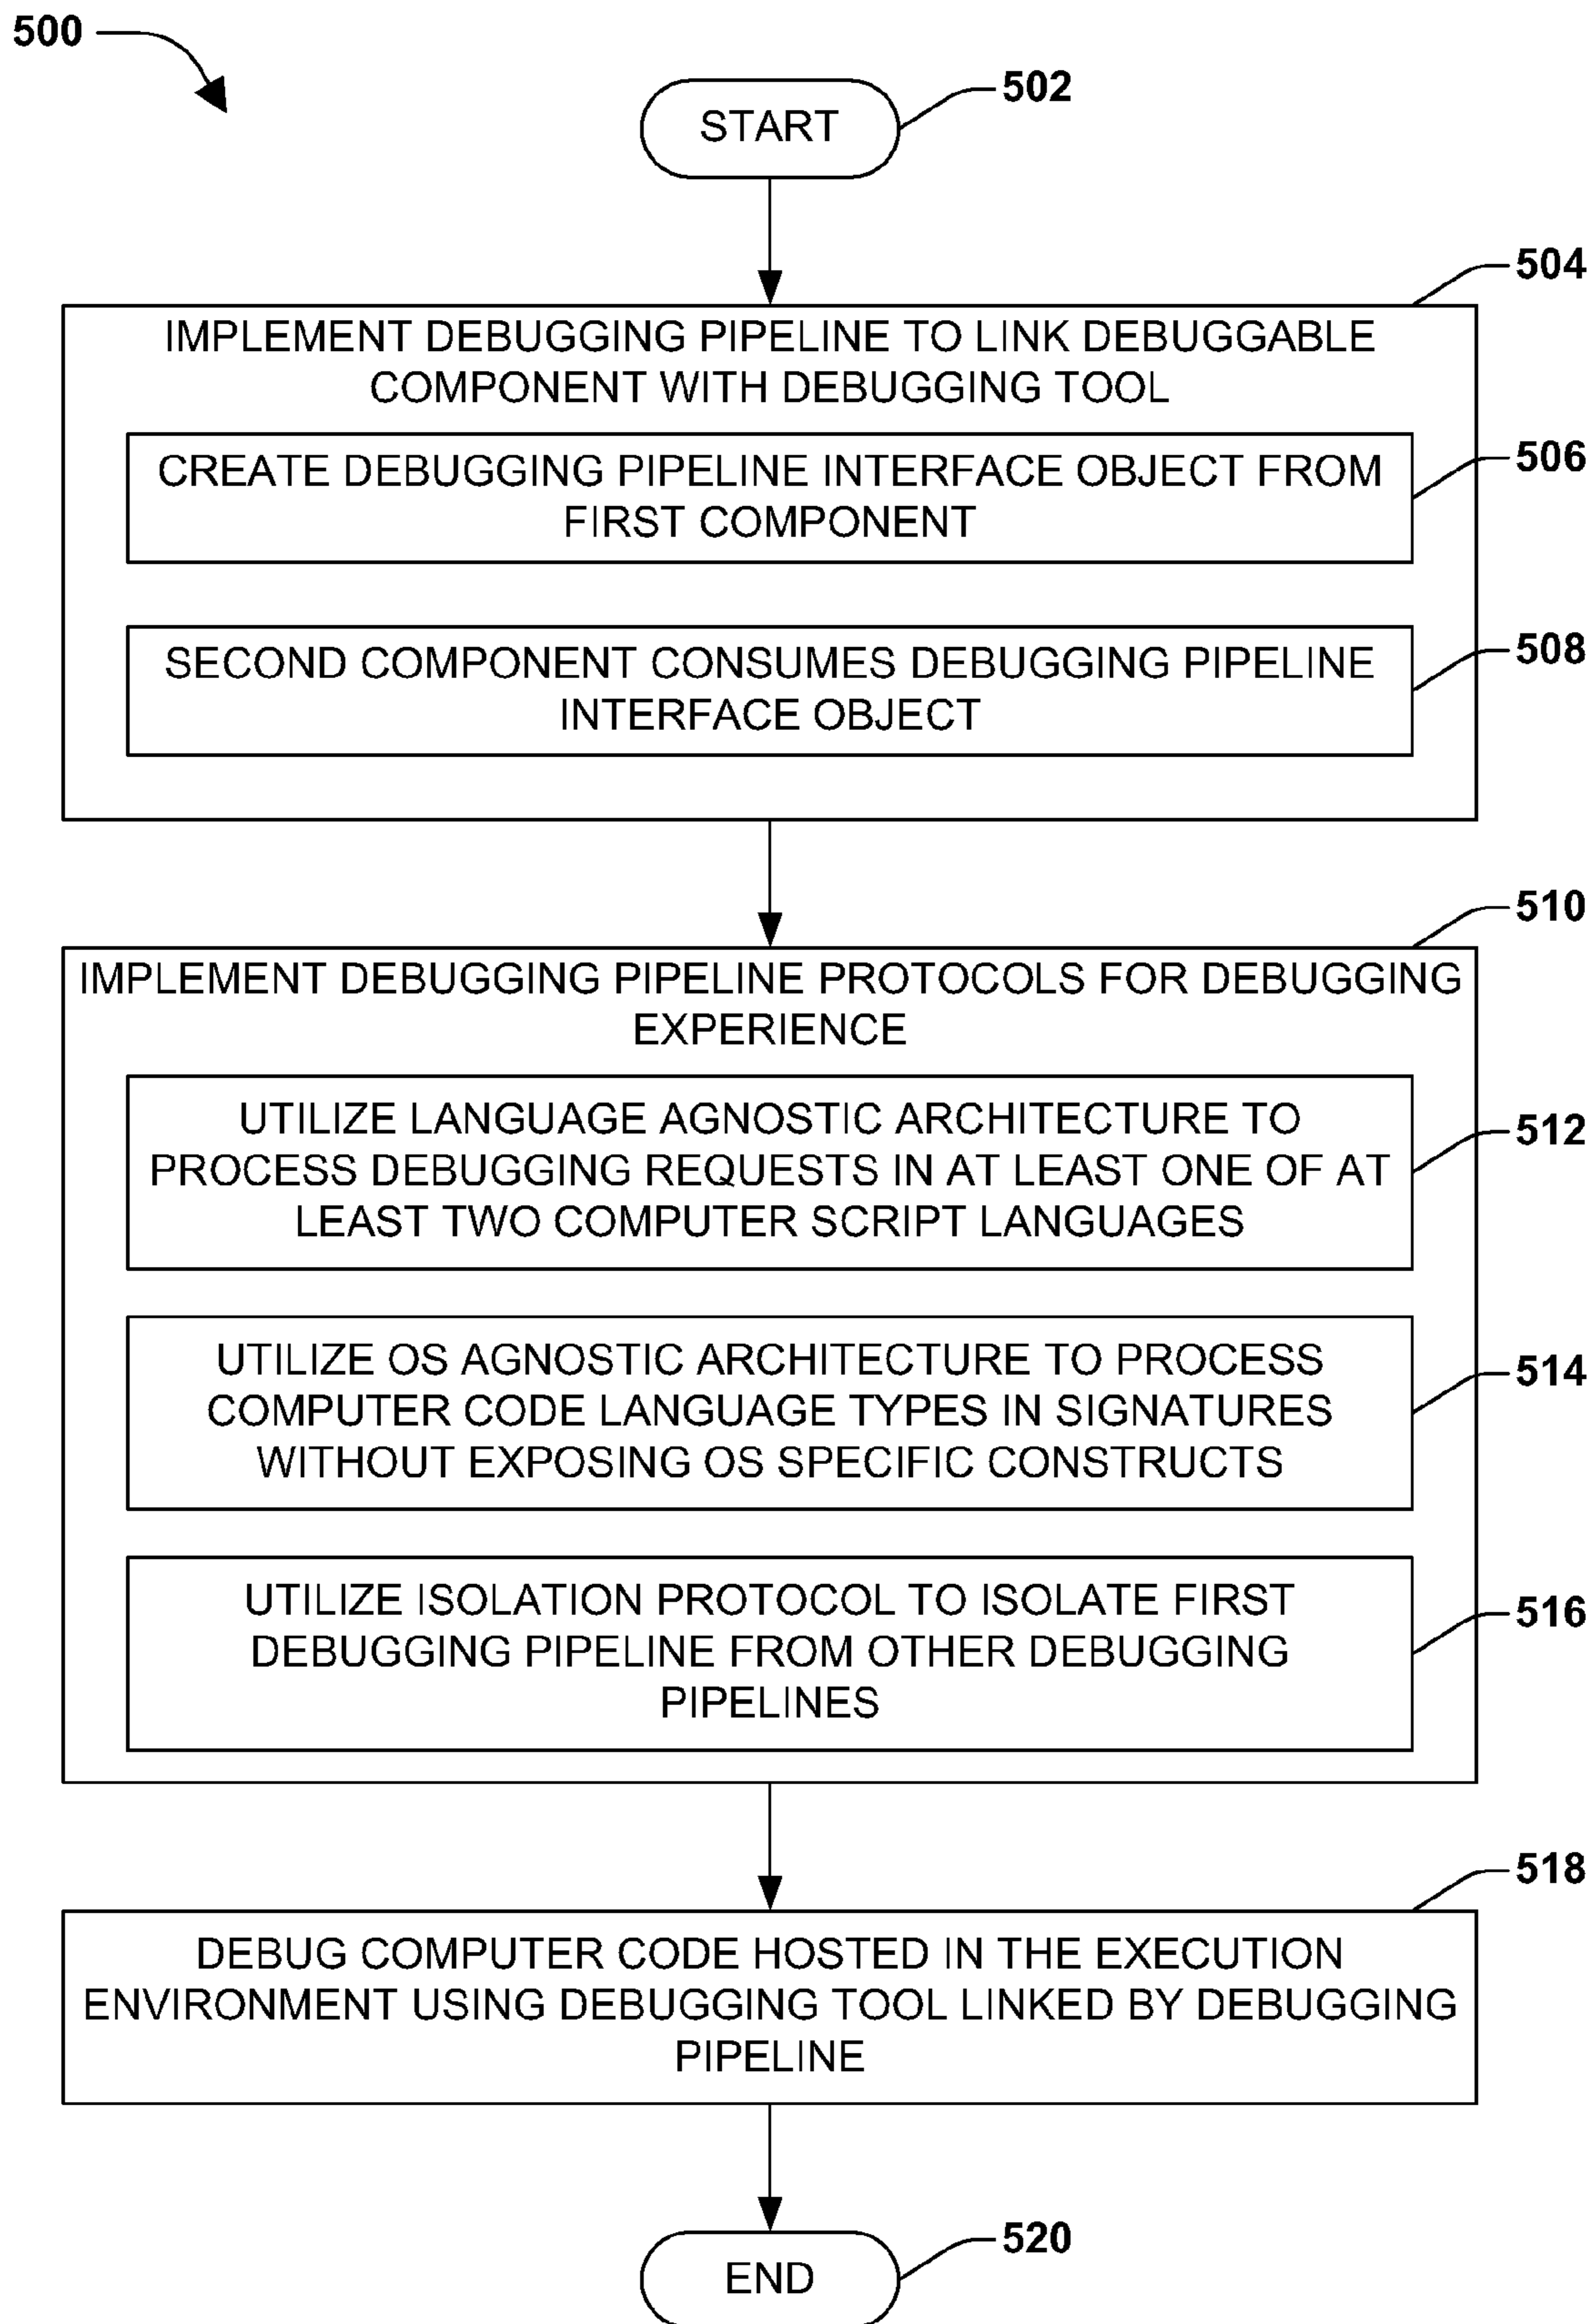 500
START
502
504
IMPLEMENT DEBUGGING PIPELINE TO LINK DEBUGGABLE
COMPONENT WITH DEBUGGING TOOL
CREATE DEBUGGING PIPELINE INTERFACE OBJECT FROM
FIRST COMPONENT
506
SECOND COMPONENT CONSUMES DEBUGGING PIPELINE
INTERFACE OBJECT
508
510
IMPLEMENT DEBUGGING PIPELINE PROTOCOLS FOR DEBUGGING
EXPERIENCE
UTILIZE LANGUAGE AGNOSTIC ARCHITECTURE TO
PROCESS DEBUGGING REQUESTS IN AT LEAST ONE OF AT
LEAST TWO COMPUTER SCRIPT LANGUAGES
512
UTILIZE OS AGNOSTIC ARCHITECTURE TO PROCESS
COMPUTER CODE LANGUAGE TYPES IN SIGNATURES
WITHOUT EXPOSING OS SPECIFIC CONSTRUCTS
514
UTILIZE ISOLATION PROTOCOL TO ISOLATE FIRST
DEBUGGING PIPELINE FROM OTHER DEBUGGING
PIPELINES
516
518
DEBUG COMPUTER CODE HOSTED IN THE EXECUTION
ENVIRONMENT USING DEBUGGING TOOL LINKED BY DEBUGGING
PIPELINE
520
END